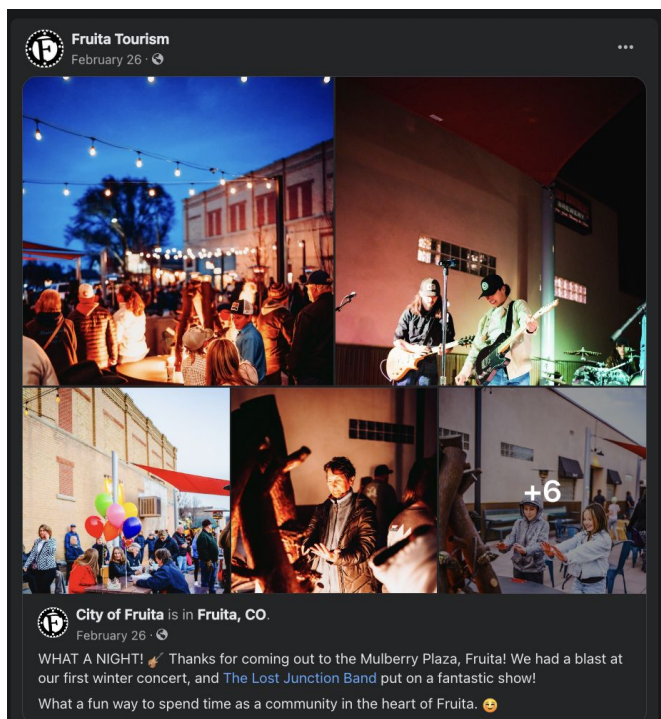 Fruita Tourism
February 26 ·
+6
City of Fruita is in Fruita, CO.
February 26 ·
WHAT A NIGHT! 🎻 Thanks for coming out to the Mulberry Plaza, Fruita! We had a blast at
our first winter concert, and The Lost Junction Band put on a fantastic show!
What a fun way to spend time as a community in the heart of Fruita. 😊